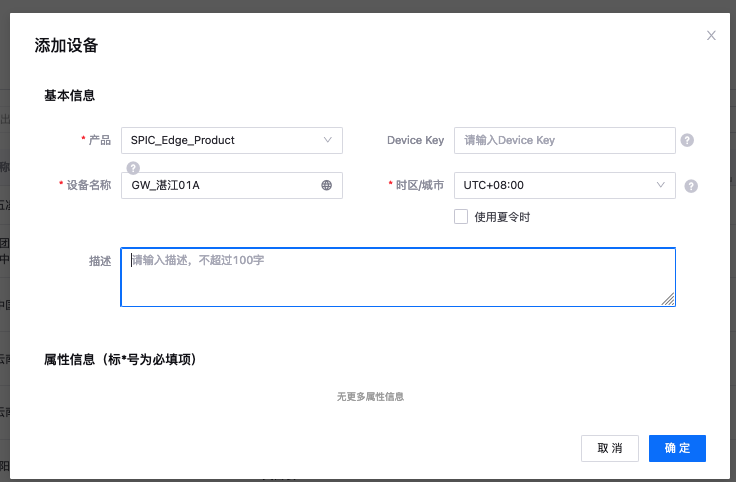 添加设备
基本信息
* 产品 SPIC_Edge_Product Device Key 请输入Device Key ?
?
* 设备名称 GW_湛江01A * 时区/城市 UTC+08:00 ?
使用夏令时
描述 请输入描述，不超过100字
属性信息（标*号为必填项）
无更多属性信息
取 消 确 定